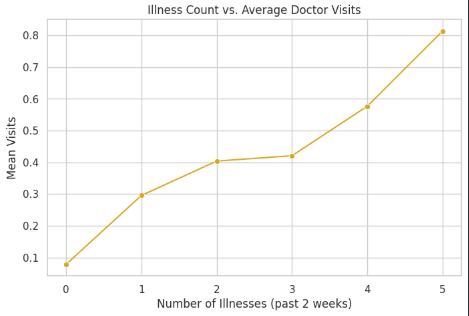 Illness Count vs. Average Doctor Visits
Mean Visits
0.8
0.7
0.6
0.5
0.4
0.3
0.2
0.1
0 1 2 3 4 5
Number of Illnesses (past 2 weeks)